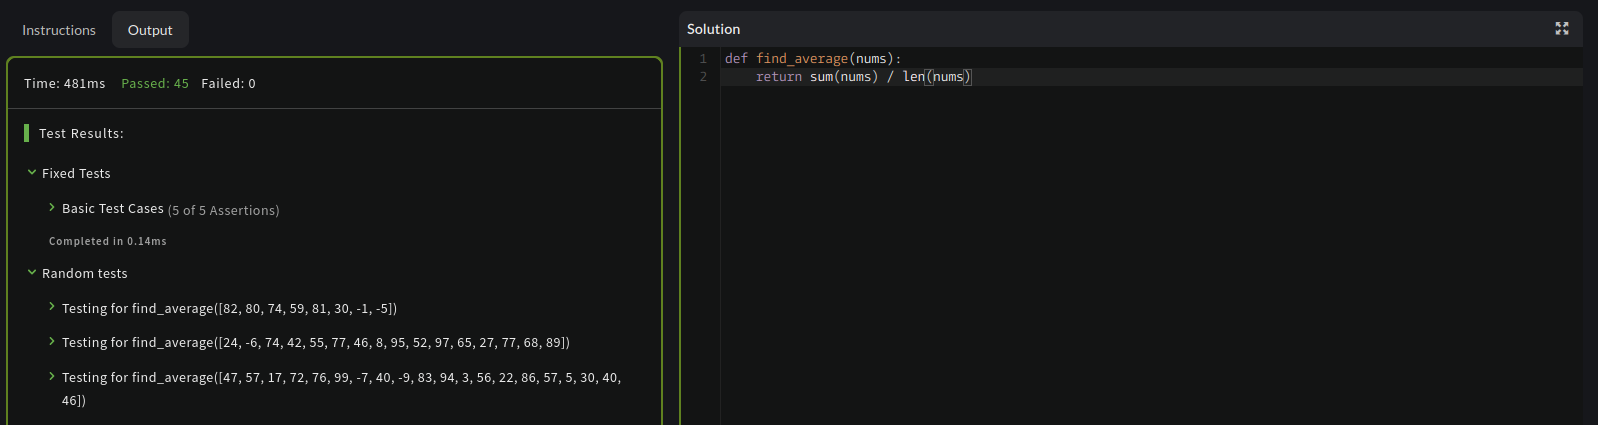 Instructions
Output
Time: 481ms Passed: 45 Failed: 0
Test Results:
Fixed Tests
Basic Test Cases (5 of 5 Assertions)
Completed in 0.14ms
Random tests
Testing for find_average([82, 80, 74, 59, 81, 30, -1, -5])
Testing for find_average([24, -6, 74, 42, 55, 77, 46, 8, 95, 52, 97, 65, 27, 77, 68, 89])
Testing for find_average([47, 57, 17, 72, 76, 99, -7, 40, -9, 83, 94, 3, 56, 22, 86, 57, 5, 30, 40,
46])
Solution
1 def find_average(nums):
2 return sum(nums) / len(nums)